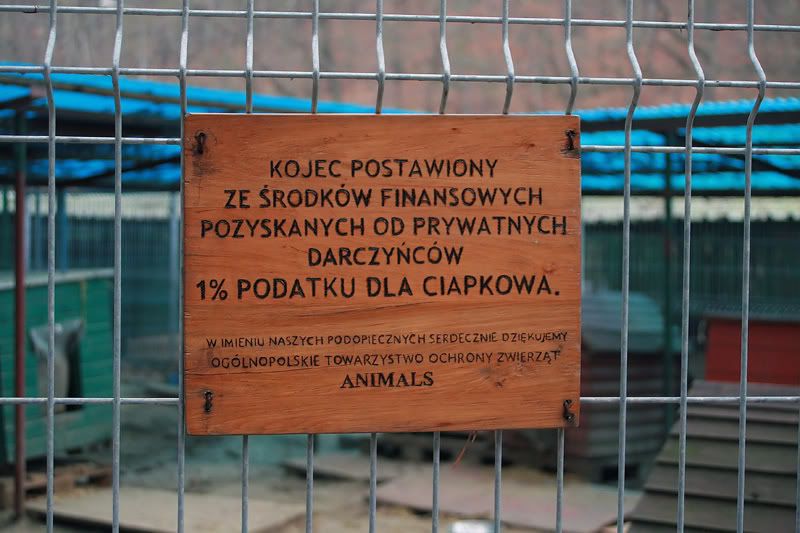 KOJEC POSTAWIONY
ZE ŚRODKÓW FINANSOWYCH
POZYSKANYCH OD PRYWATNYCH
DARCZYŃCÓW
1% PODATKU DLA CIAPKOWA.
W IMIENIU NASZYCH PODOPIECZNYCH SERDECZNIE DZIĘKUJEMY
OGÓLNOPOLSKIE TOWARZYSTWO OCHRONY ZWIERZĄT
ANIMALS